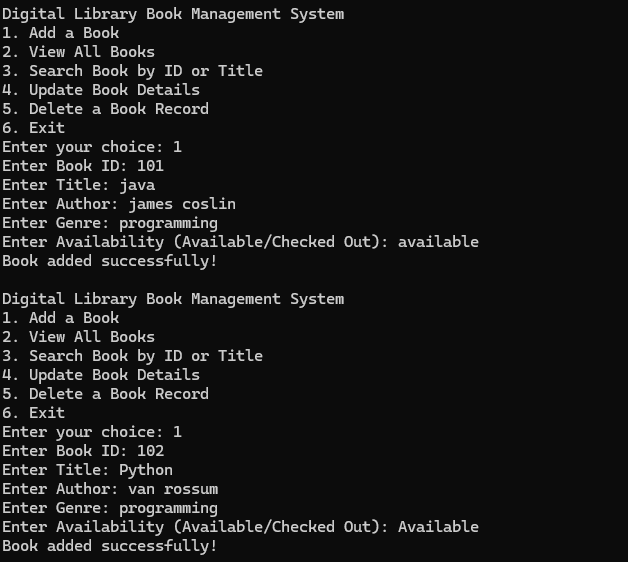 Digital Library Book Management System
1. Add a Book
2. View All Books
3. Search Book by ID or Title
4. Update Book Details
5. Delete a Book Record
6. Exit
Enter your choice: 1
Enter Book ID: 101
Enter Title: java
Enter Author: james coslin
Enter Genre: programming
Enter Availability (Available/Checked Out): available
Book added successfully!
Digital Library Book Management System
1. Add a Book
2. View All Books
3. Search Book by ID or Title
4. Update Book Details
5. Delete a Book Record
6. Exit
Enter your choice: 1
Enter Book ID: 102
Enter Title: Python
Enter Author: van rossum
Enter Genre: programming
Enter Availability (Available/Checked Out): Available
Book added successfully!